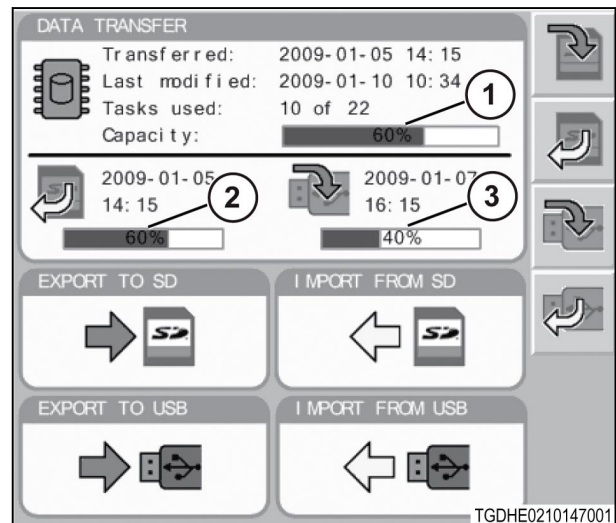 DATA TRANSFER
Transferred: 2009-01-05 14:15
Last modified: 2009-01-10 10:34
Tasks used: 10 of 22
Capacity: 60%
1
2009-01-05
14:15
60%
2
2009-01-07
16:15
40%
3
EXPORT TO SD
SD
IMPORT FROM SD
SD
EXPORT TO USB
IMPORT FROM USB
TGDHE0210147001